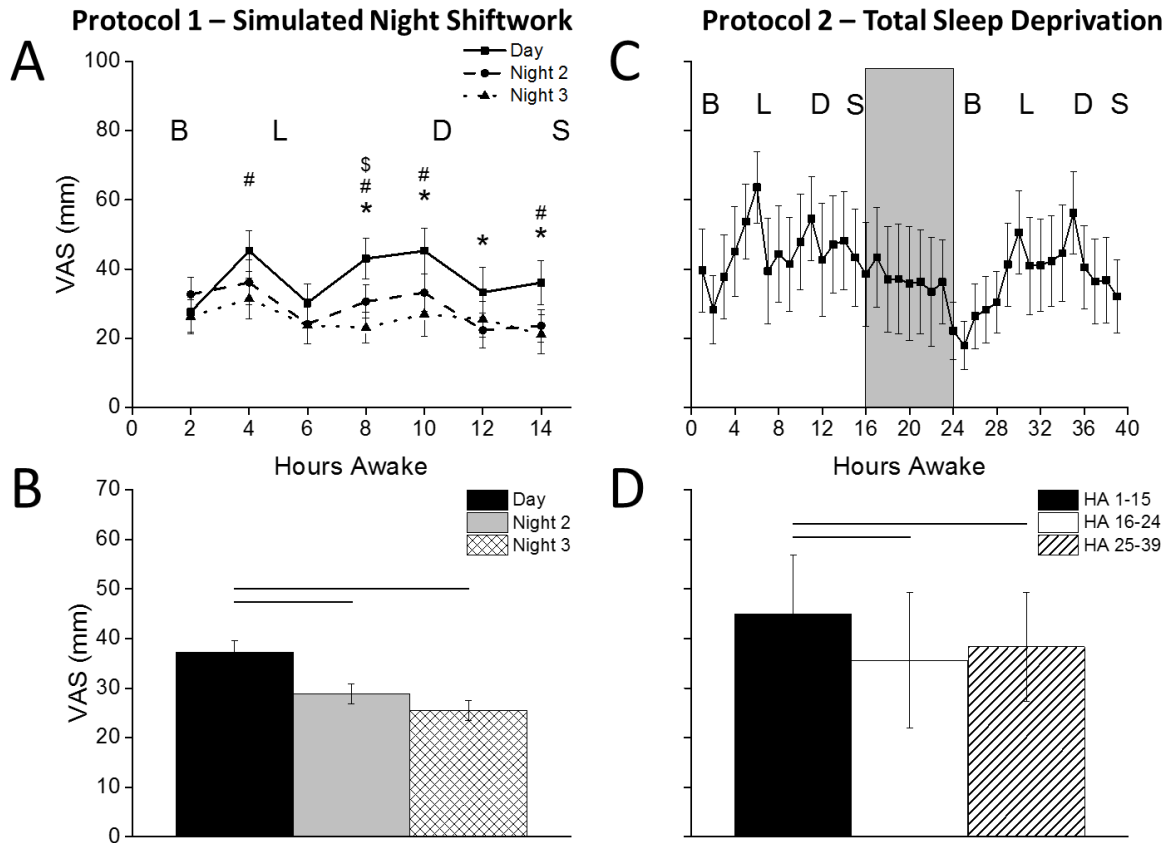 Protocol 1 – Simulated Night Shiftwork
A
Day
Night 2
Night 3
VAS (mm)
100
80
60
40
20
0
B L D S
$
# # # #
* * * *
2 4 6 8 10 12 14
Hours Awake
B
Day
Night 2
Night 3
VAS (mm)
70
60
50
40
30
20
10
0
Protocol 2 – Total Sleep Deprivation
C
B L D S B L D S
0 4 8 12 16 20 24 28 32 36 40
Hours Awake
D
HA 1-15
HA 16-24
HA 25-39